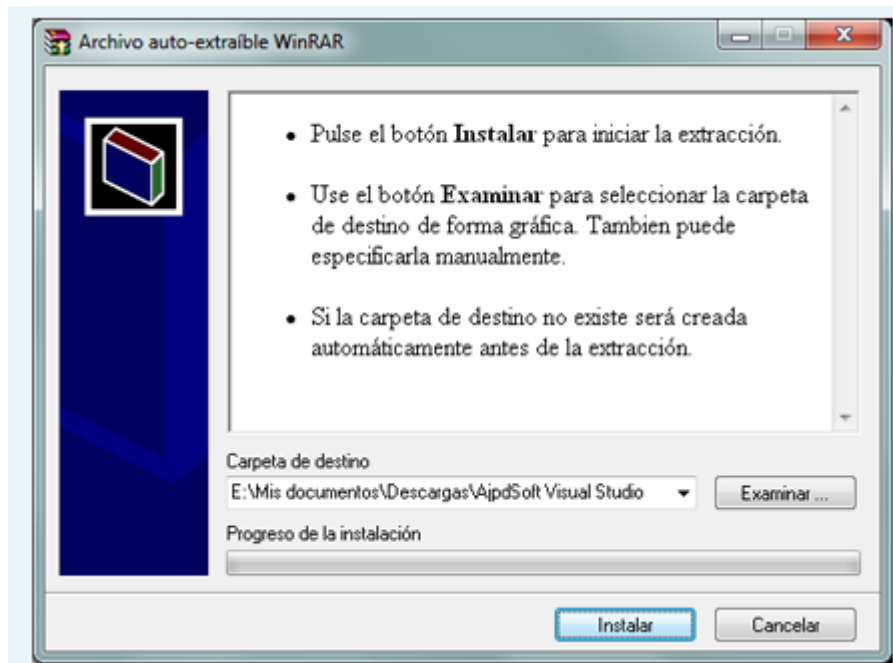 Archivo auto-extraíble WinRAR
• Pulse el botón Instalar para iniciar la extracción.
• Use el botón Examinar para seleccionar la carpeta
de destino de forma gráfica. Tambien puede
especificarla manualmente.
• Si la carpeta de destino no existe será creada
automáticamente antes de la extracción.
Carpeta de destino
E:\Mis documentos\Descargas\AjpdSoft Visual Studio
Examinar ...
Progreso de la instalación
Instalar
Cancelar